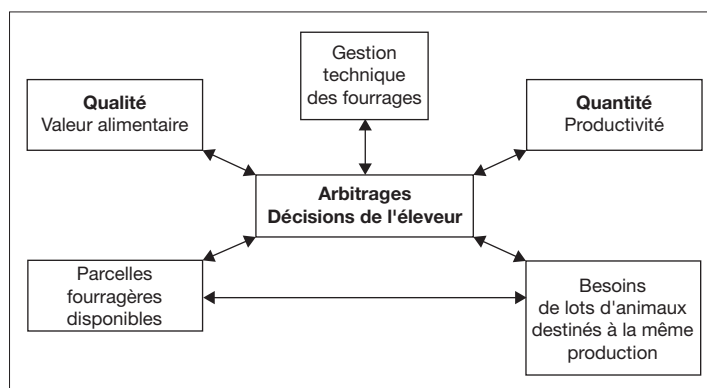 Gestion
technique
des fourrages
Qualité
Valeur alimentaire
Quantité
Productivité
Arbitrages
Décisions de l'éleveur
Parcelles
fourragères
disponibles
Besoins
de lots d'animaux
destinés à la même
production